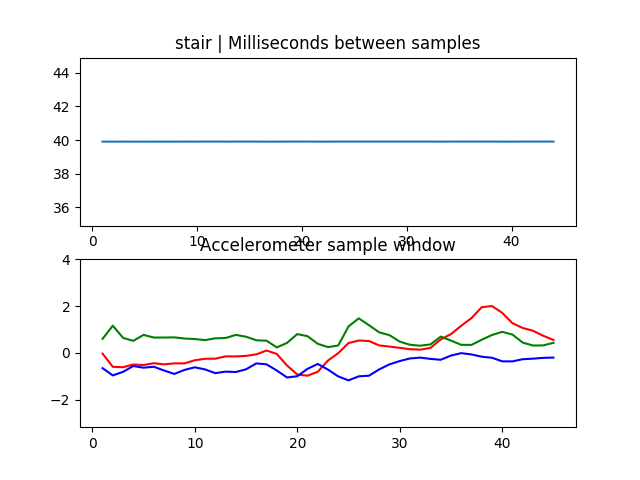 stair | Milliseconds between samples
44
42
40
38
36
0 10 20 30 40
Accelerometer sample window
4
2
0
−2
0 10 20 30 40